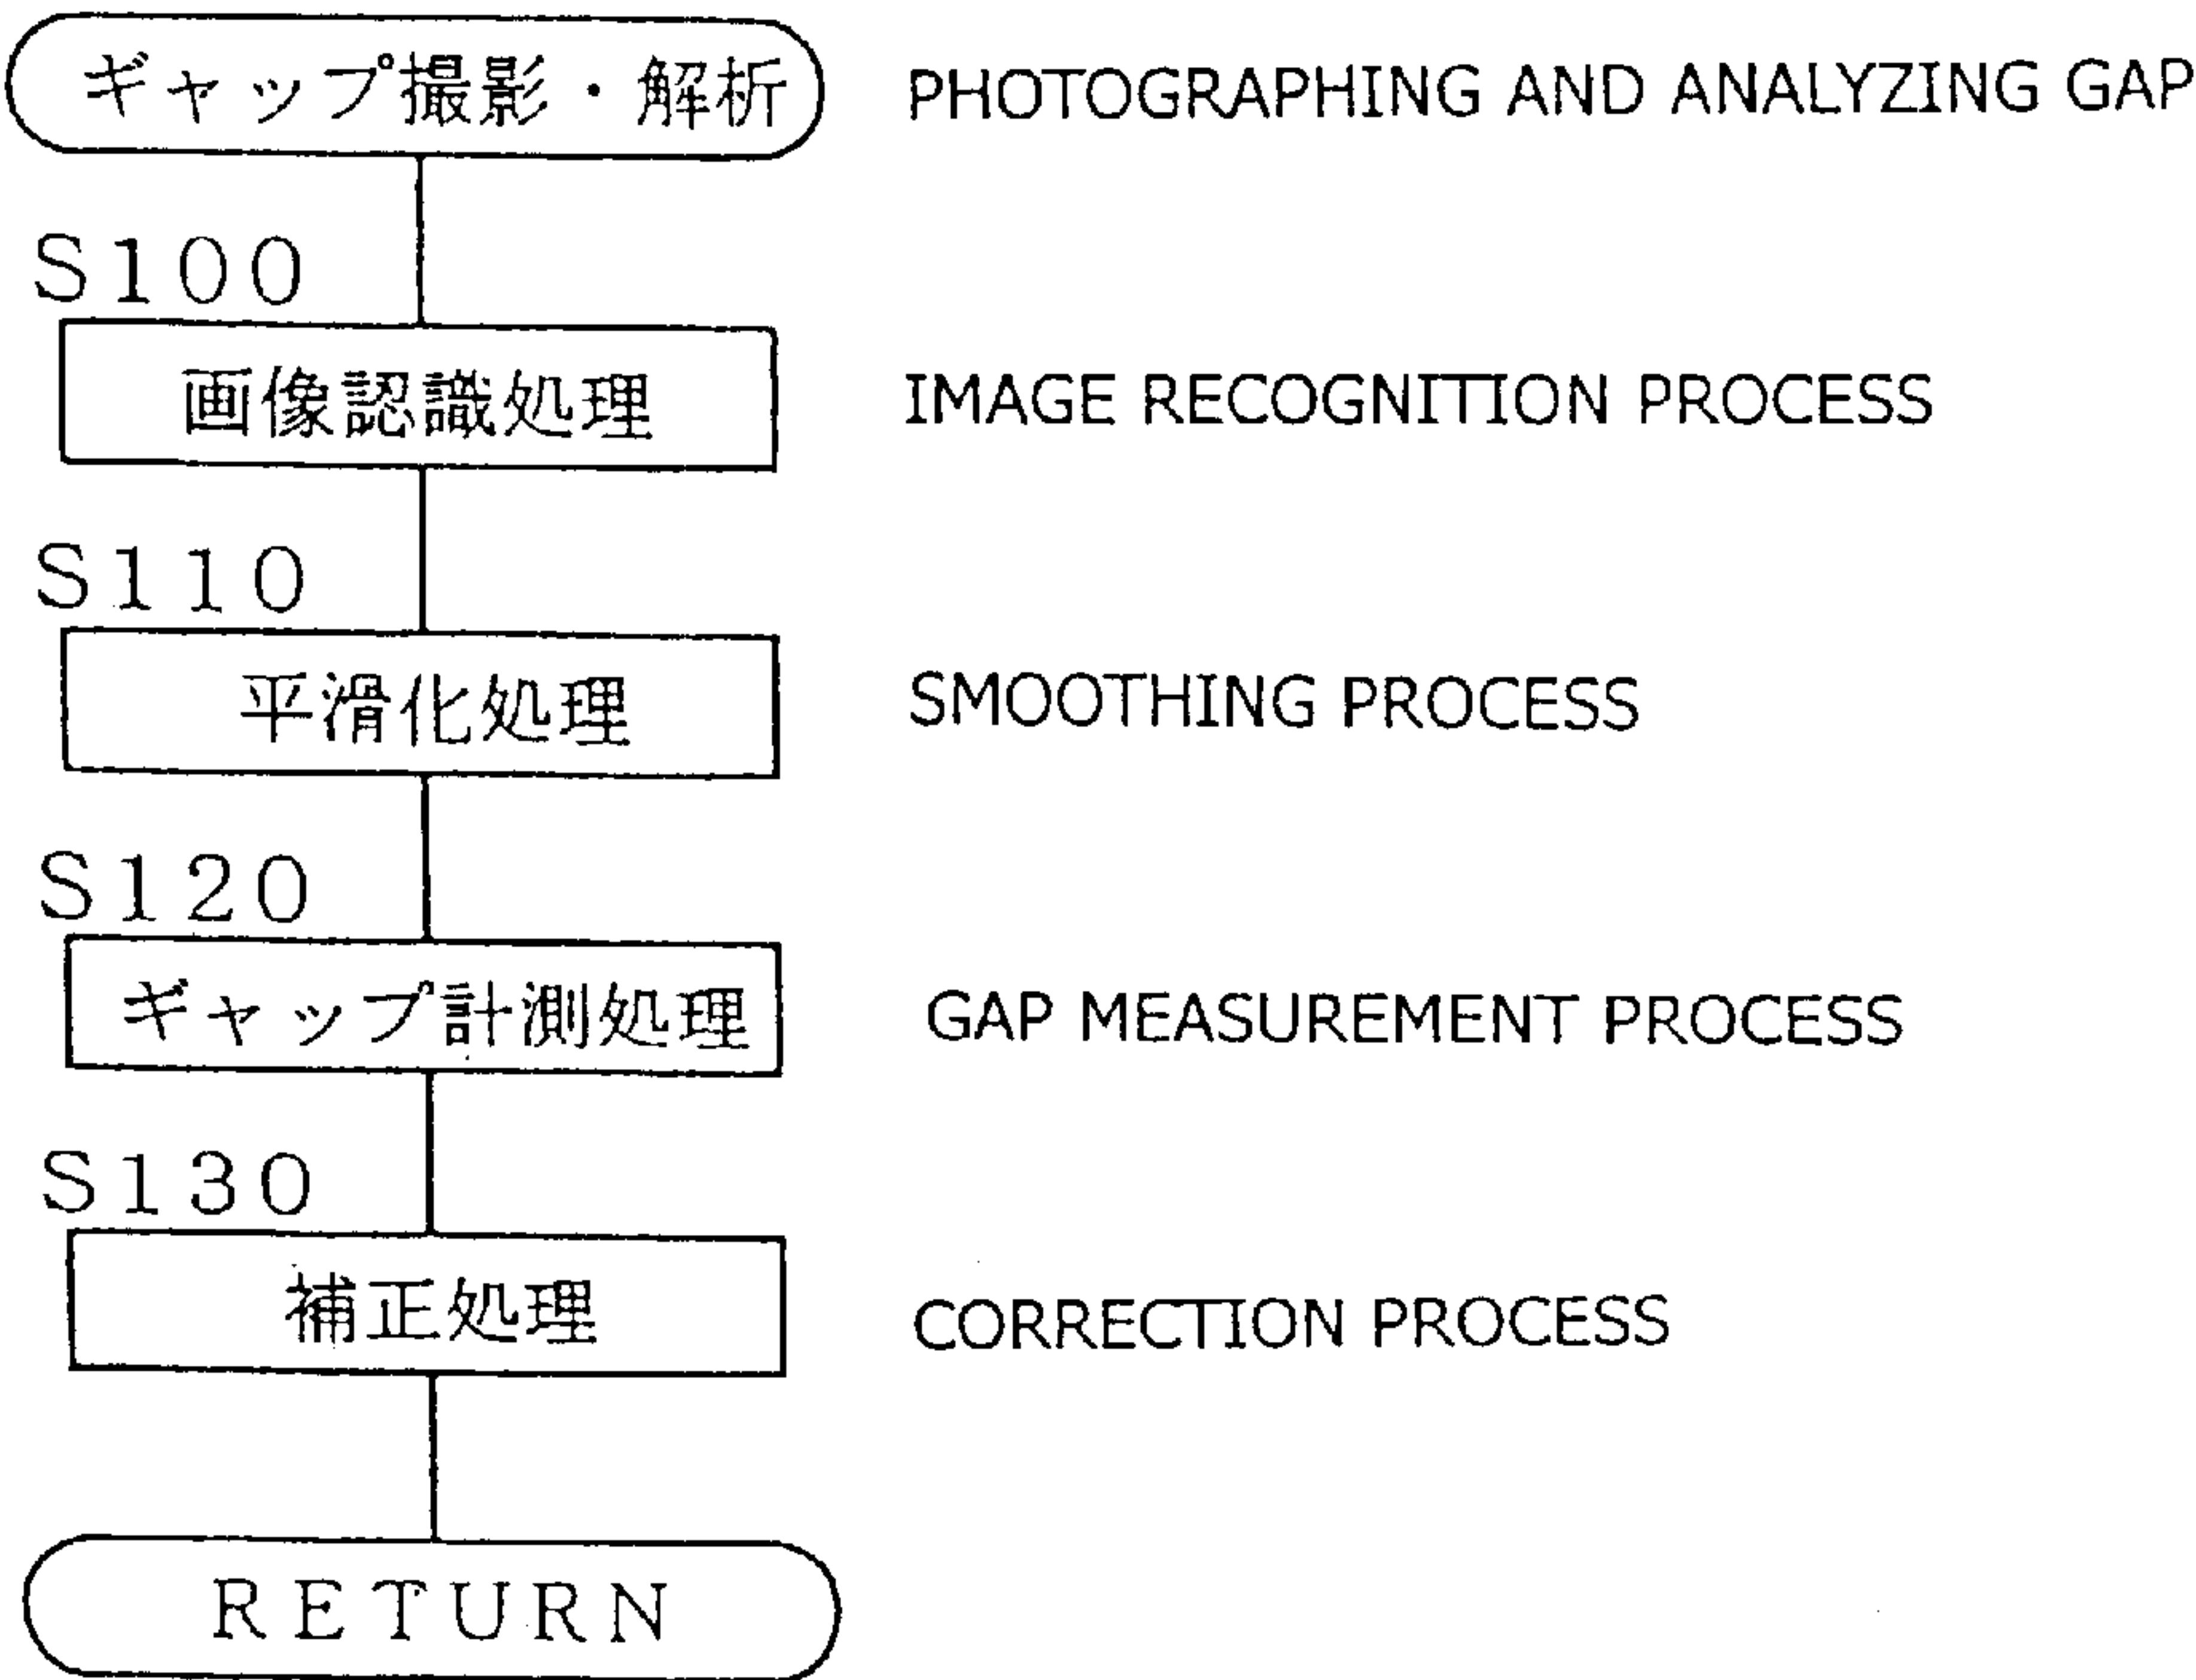 ギャップ撮影・解析 PHOTOGRAPHING AND ANALYZING GAP
S100
画像認識処理 IMAGE RECOGNITION PROCESS
S110
平滑化処理 SMOOTHING PROCESS
S120
ギャップ計測処理 GAP MEASUREMENT PROCESS
S130
補正処理 CORRECTION PROCESS
RETURN